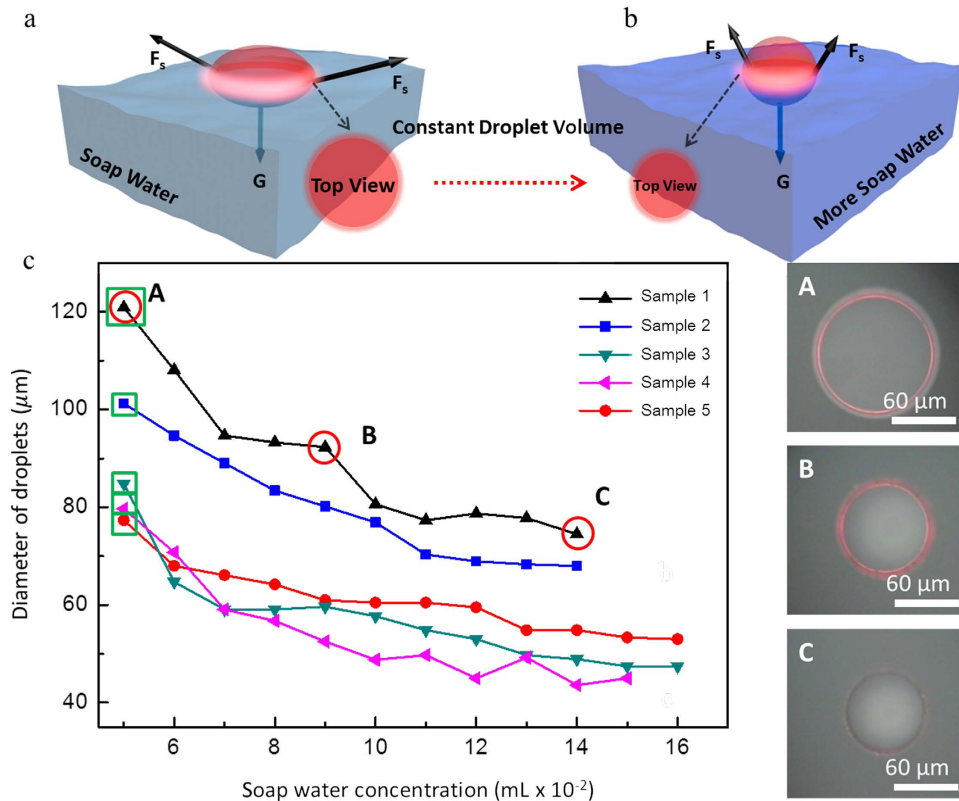 a
b
Fs
Fs
Fs
Fs
G
G
Constant Droplet Volume
Top View
Top View
Soap Water
More Soap Water
c
Diameter of droplets (μm)
120
100
80
60
40
6
8
10
12
14
16
Soap water concentration (mL x 10-2)
A
B
C
Sample 1
Sample 2
Sample 3
Sample 4
Sample 5
b
c
A
60 μm
B
60 μm
C
60 μm